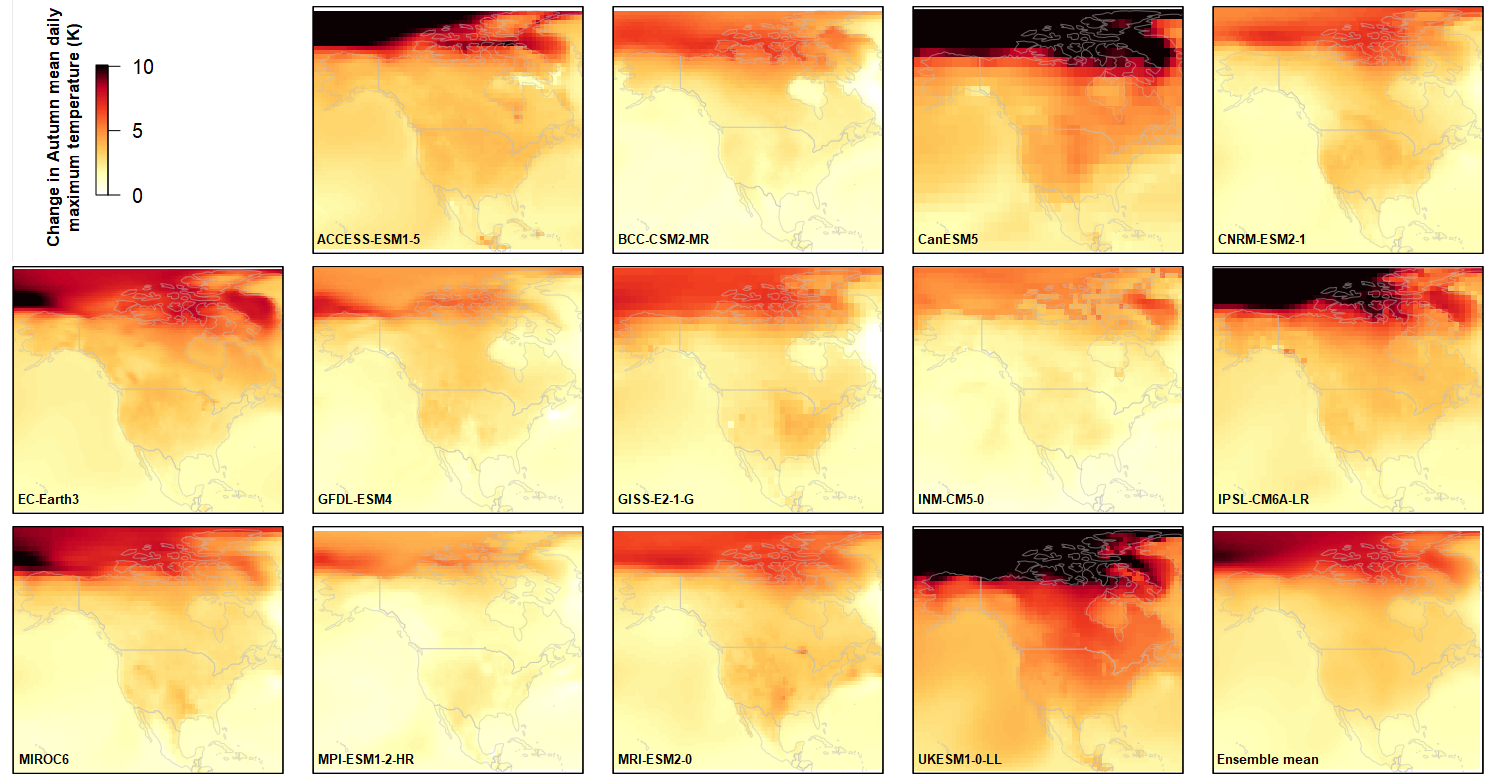 Change in Autumn mean daily
maximum temperature (K)
10
5
0
ACCESS-ESM1-5
BCC-CSM2-MR
CanESM5
CNRM-ESM2-1
EC-Earth3
GFDL-ESM4
GISS-E2-1-G
INM-CM5-0
IPSL-CM6A-LR
MIROC6
MPI-ESM1-2-HR
MRI-ESM2-0
UKESM1-0-LL
Ensemble mean